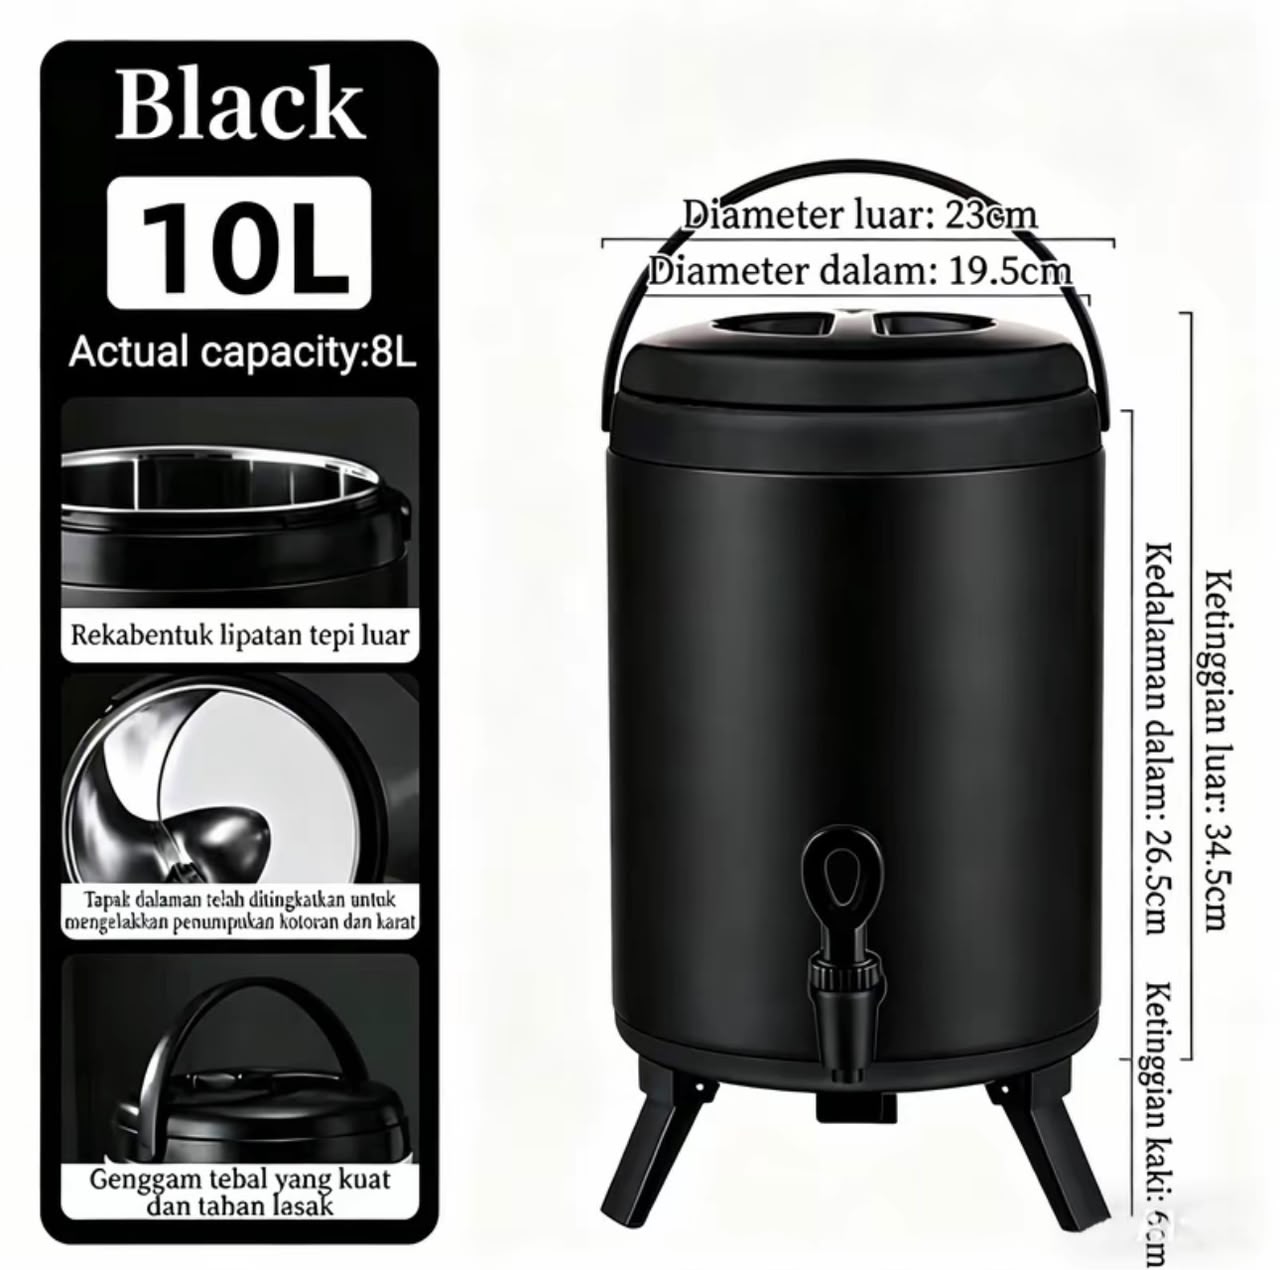 Black
10L
Actual capacity:8L
Rekabentuk lipatan tepi luar
Tapak dalaman telah ditingkatkan untuk
mengelakkan penumpukan kotoran dan karat
Genggam tebal yang kuat
dan tahan lasak
Diameter luar: 23cm
Diameter dalam: 19.5cm
Kedalaman dalam: 26.5cm
Ketinggian luar: 34.5cm
Ketinggian kaki: 6cm